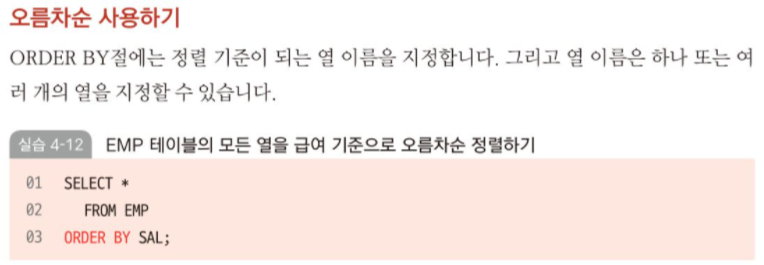 오름차순 사용하기
ORDER BY절에는 정렬 기준이 되는 열 이름을 지정합니다. 그리고 열 이름은 하나 또는 여
러 개의 열을 지정할 수 있습니다.
실습 4-12 EMP 테이블의 모든 열을 급여 기준으로 오름차순 정렬하기
01 SELECT *
02 FROM EMP
03 ORDER BY SAL;